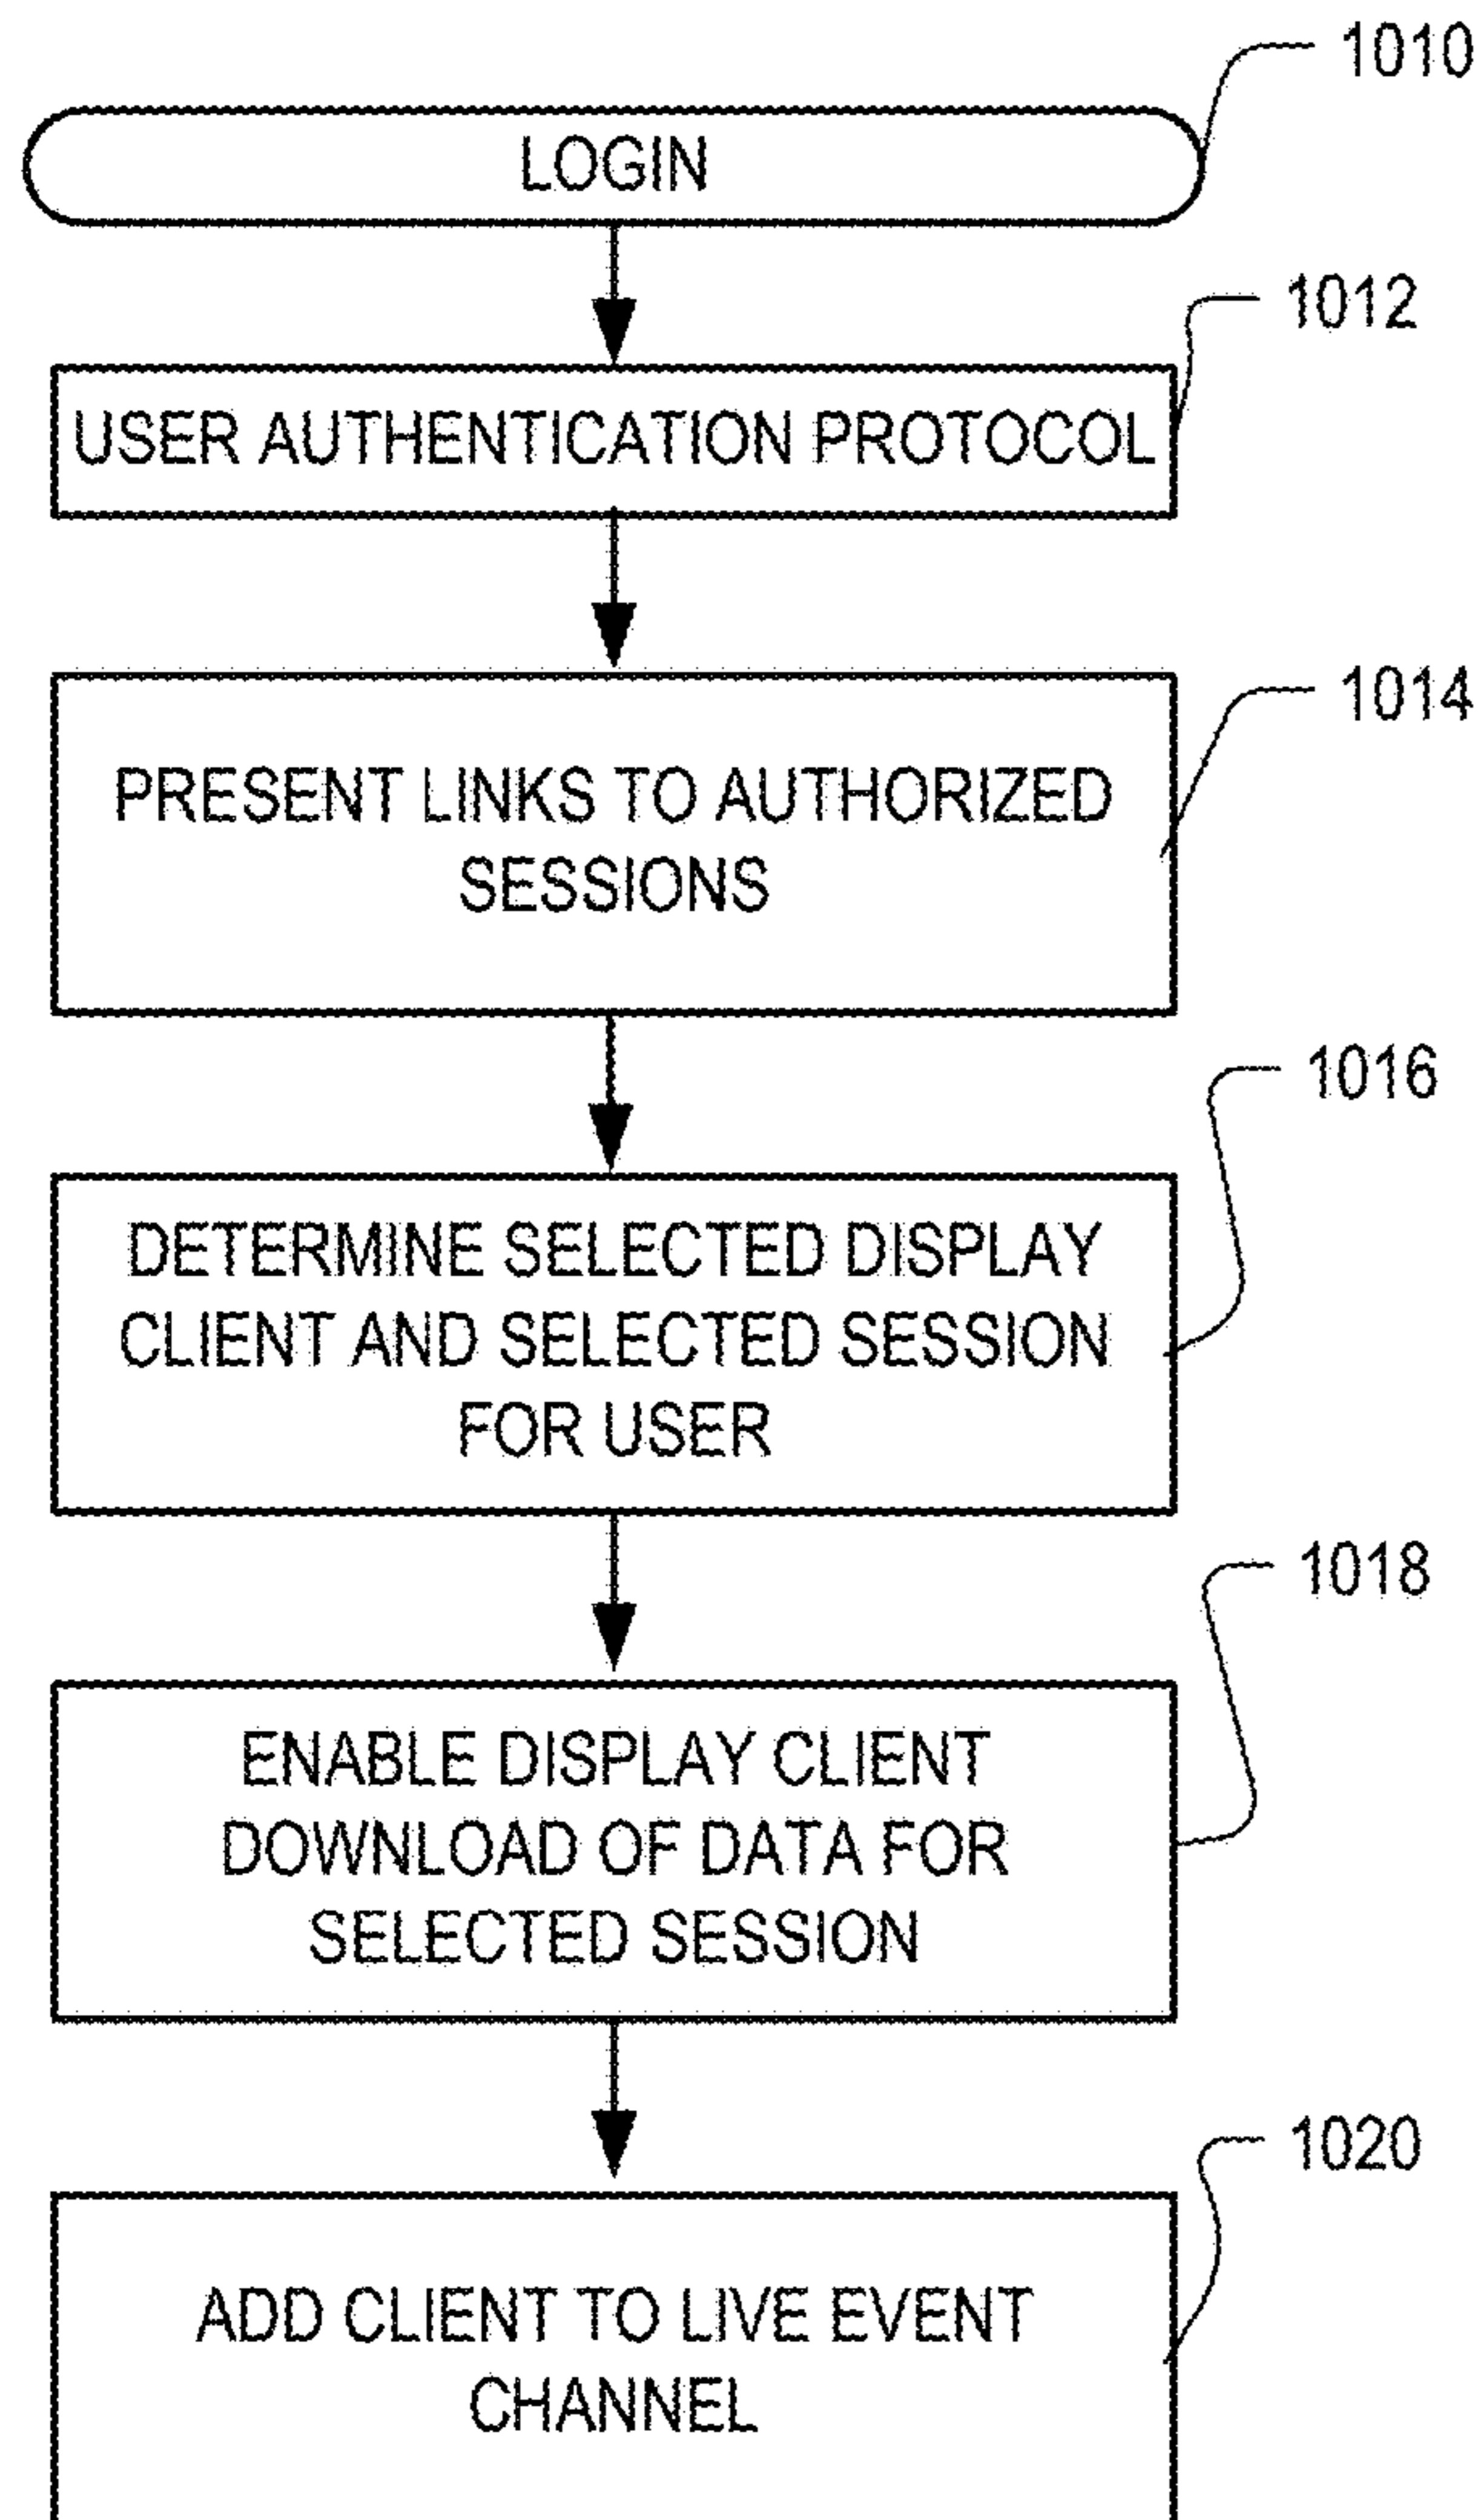 1010
LOGIN
1012
USER AUTHENTICATION PROTOCOL
1014
PRESENT LINKS TO AUTHORIZED
SESSIONS
1016
DETERMINE SELECTED DISPLAY
CLIENT AND SELECTED SESSION
FOR USER
1018
ENABLE DISPLAY CLIENT
DOWNLOAD OF DATA FOR
SELECTED SESSION
1020
ADD CLIENT TO LIVE EVENT
CHANNEL